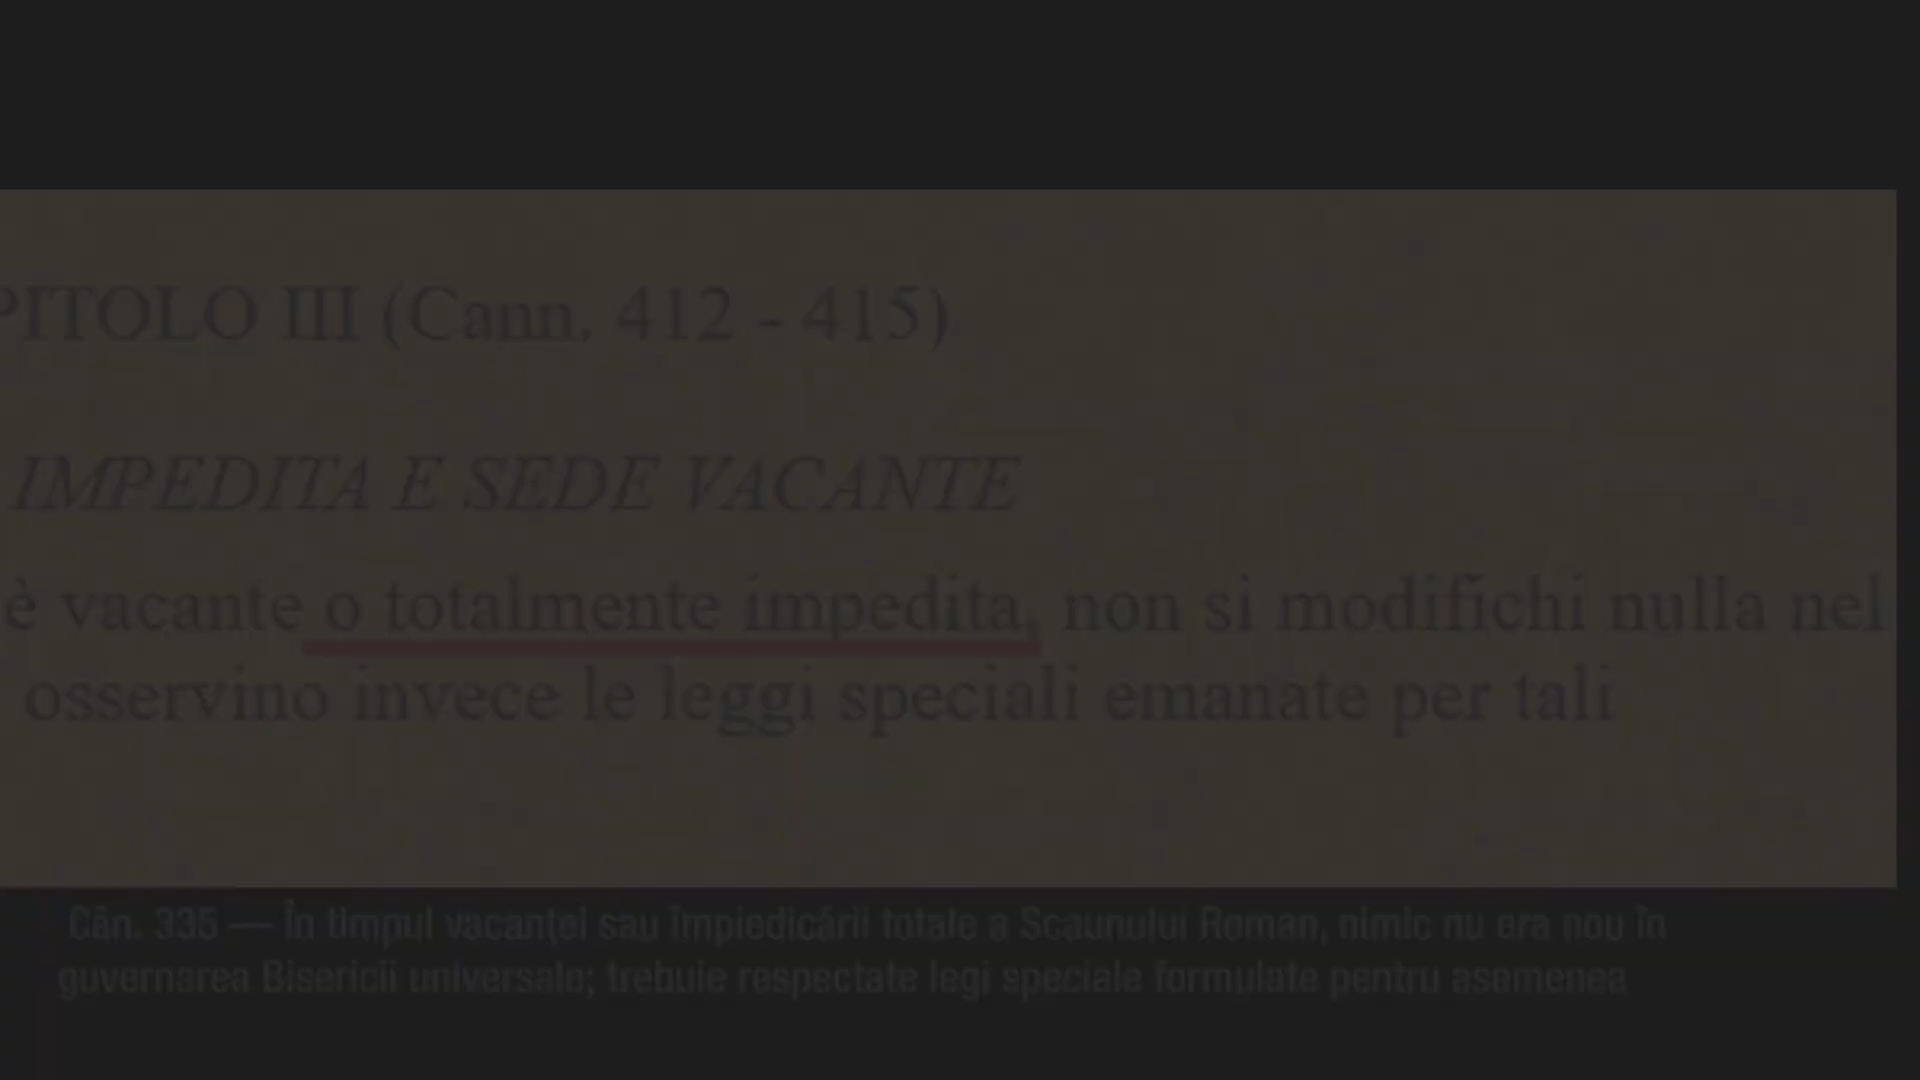 PITOLO III (Cann. 412 - 415)
IMPEDITA E SEDE VACANTE
è vacante o totalmente impedita, non si modifichi nulla nel
osservino invece le leggi speciali emanate per tali
Cân. 335 — În timpul vacanței sau împiedicării totale a Scaunului Roman, nimic nu era nou în
guvernarea Bisericii universale; trebuie respectate legi speciale formulate pentru asemenea